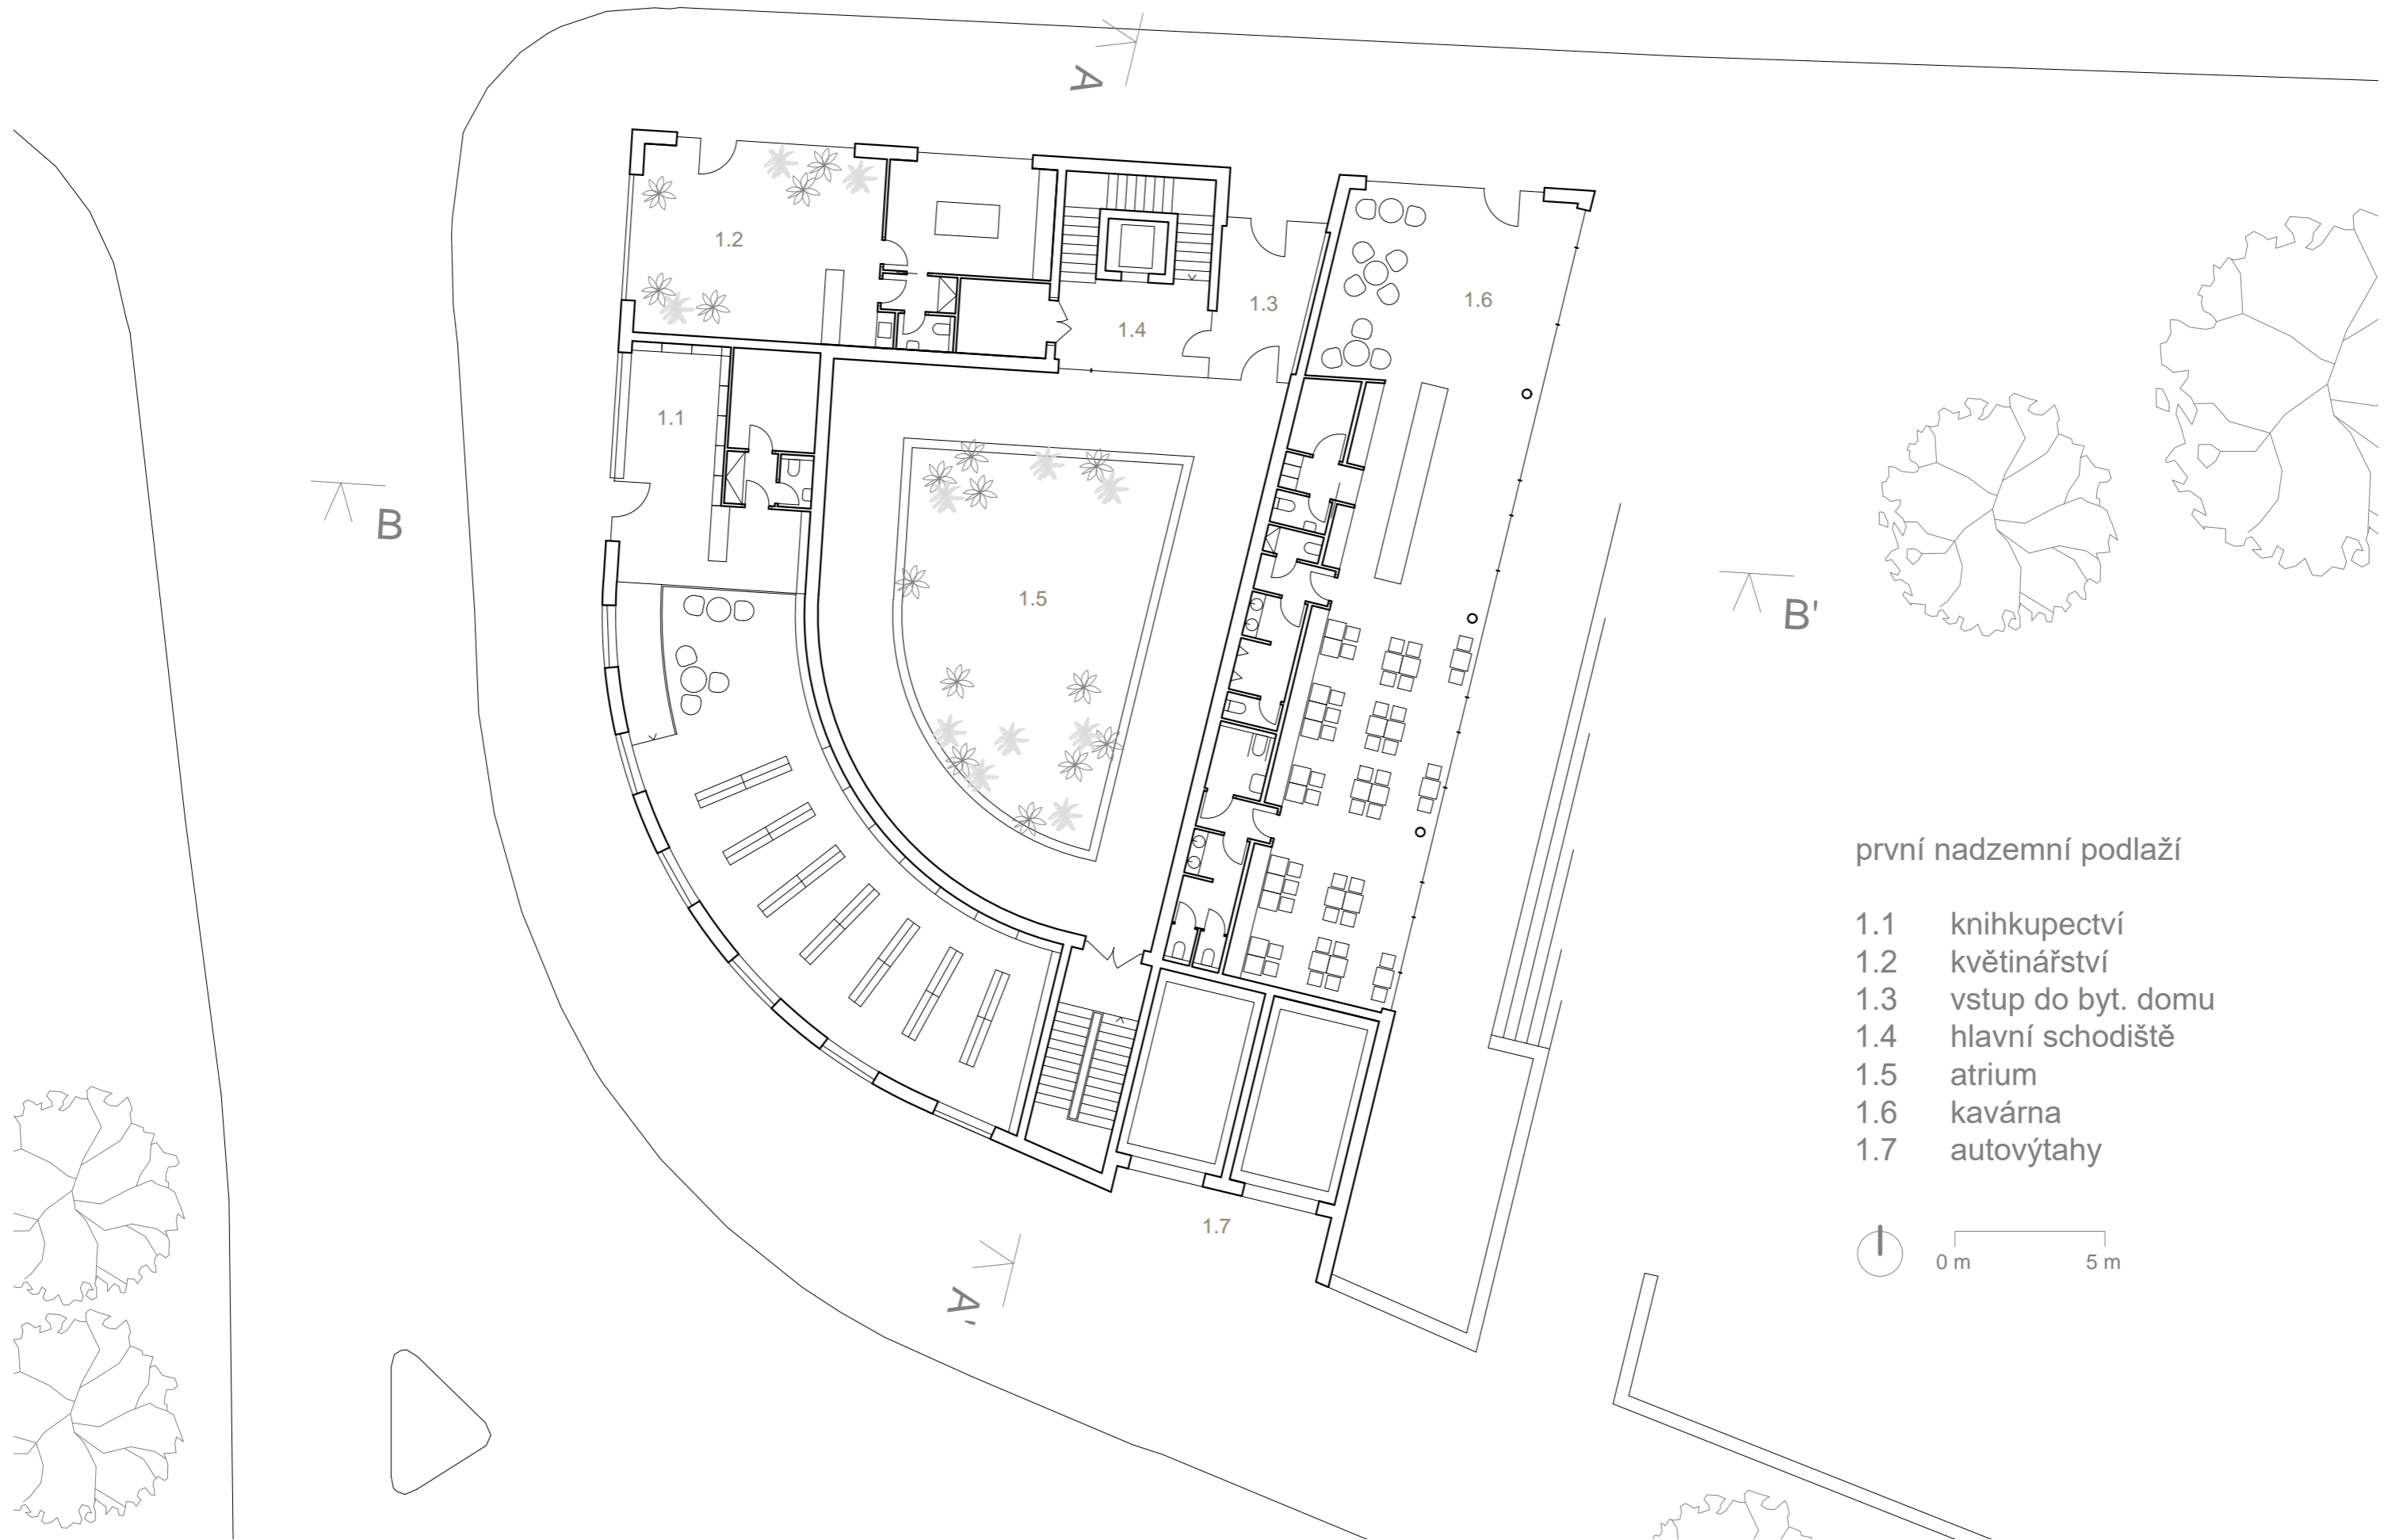 A
1.2
1.3
1.6
1.4
1.1
B
1.5
B'
první nadzemní podlaží
1.1 knihkupectví
1.2 květinářství
1.3 vstup do byt. domu
1.4 hlavní schodiště
1.5 atrium
1.6 kavárna
1.7 autovýtahy
1.7
0 m 5 m
A'